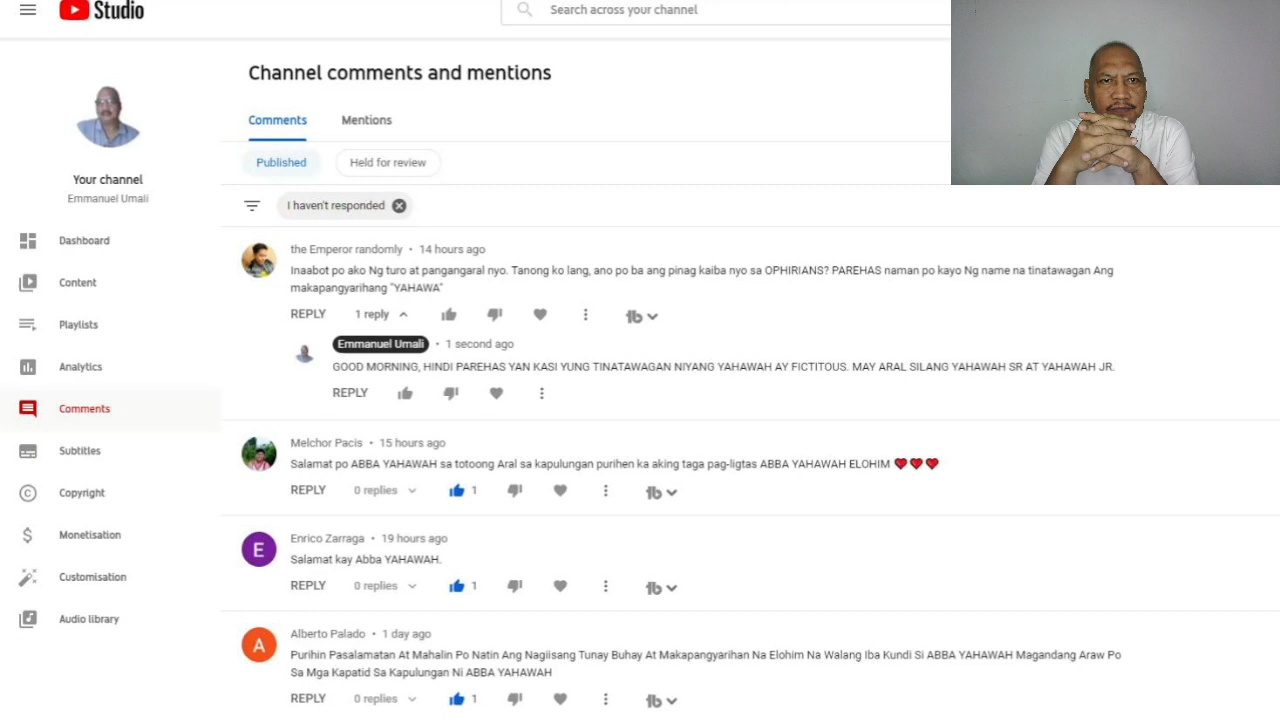 Studio
Search across your channel
Your channel
Emmanuel Umali
Dashboard
Content
Playlists
Analytics
Comments
Subtitles
Copyright
Monetisation
Customisation
Audio library
Channel comments and mentions
Comments
Mentions
Published
Held for review
I haven't responded
the Emperor randomly • 14 hours ago
Inaabot po ako Ng turo at pangangaral nyo. Tanong ko lang, ano po ba ang pinag kaiba nyo sa OPHIRIANS? PAREHAS naman po kayo Ng name na tinatawagan Ang
makapangyarihang "YAHAWA"
REPLY 1 reply
Emmanuel Umali • 1 second ago
GOOD MORNING, HINDI PAREHAS YAN KASI YUNG TINATAWAGAN NIYANG YAHAWAH AY FICTITOUS. MAY ARAL SILANG YAHAWAH SR AT YAHAWAH JR.
REPLY
Melchor Pacis • 15 hours ago
Salamat po ABBA YAHAWAH sa totoong Aral sa kapulungan purihen ka aking taga pag-ligtas ABBA YAHAWAH ELOHIM ❤❤❤
REPLY 0 replies 1
Enrico Zarraga • 19 hours ago
E
Salamat kay Abba YAHAWAH.
REPLY 0 replies 1
Alberto Palado • 1 day ago
A
Purihin Pasalamatan At Mahalin Po Natin Ang Nagiisang Tunay Buhay At Makapangyarihan Na Elohim Na Walang Iba Kundi Si ABBA YAHAWAH Magandang Araw Po
Sa Mga Kapatid Sa Kapulungan Ni ABBA YAHAWAH
REPLY 0 replies 1